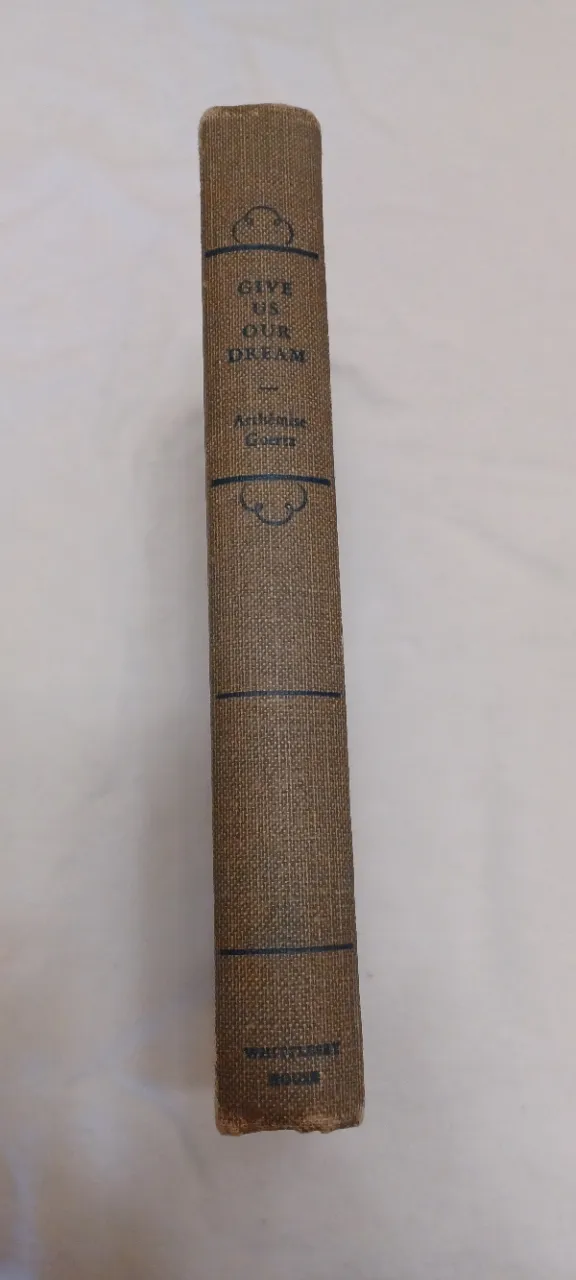 GIVE
US
OUR
DREAM
—
Arthémise
Goertz
WHITTLESEY
HOUSE